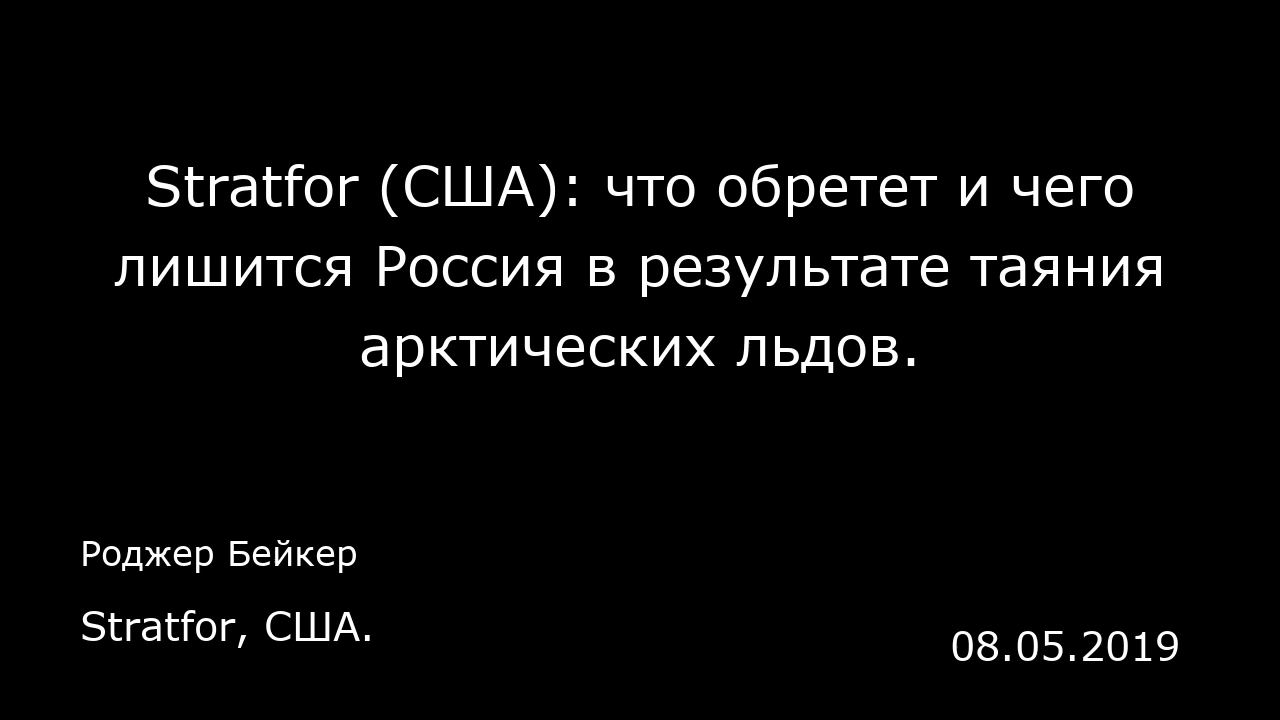 Stratfor (США): что обретет и чего
лишится Россия в результате таяния
арктических льдов.
Роджер Бейкер
Stratfor, США.
08.05.2019